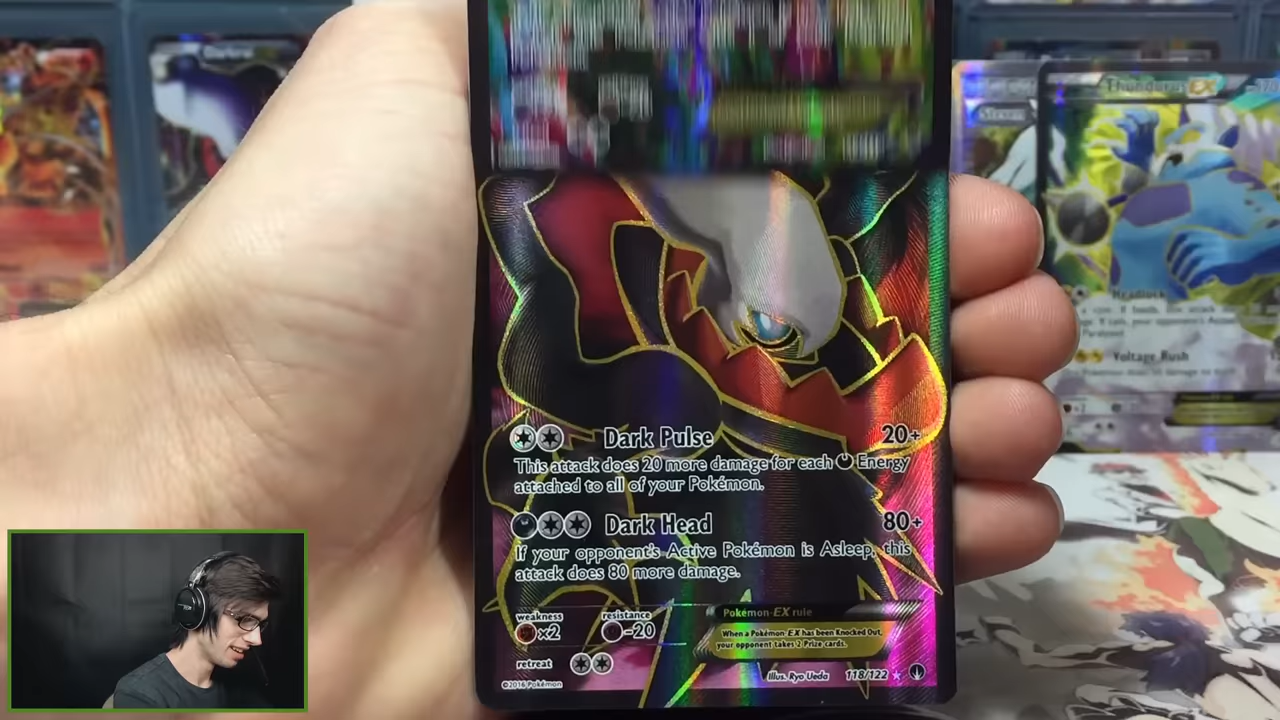 Dark Pulse 20+
This attack does 20 more damage for each Energy
attached to all of your Pokémon.
Dark Head 80+
If your opponent's Active Pokémon is Asleep, this
attack does 80 more damage.
weakness resistance
×2 -20
Pokémon-EX rule
When a Pokémon-EX has been Knocked Out,
your opponent takes 2 Prize cards.
retreat
©2016 Pokémon
Illus. Ryo Ueda 118/122
Steven
Thundurus EX
Headlock
Voltage Rush